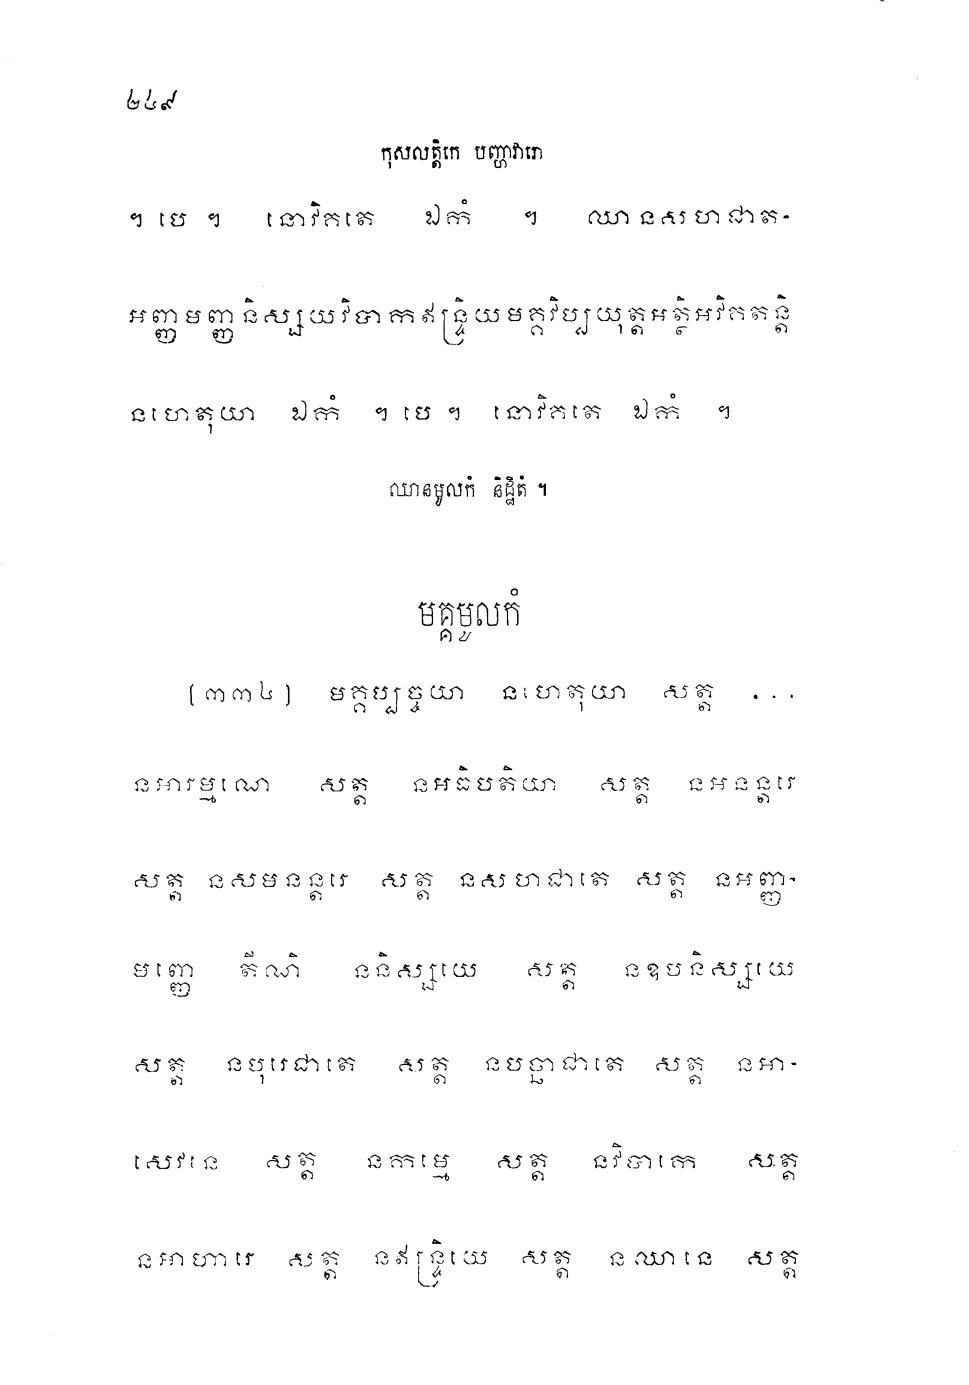 ២៤៩
កុសលត្តិកេ បញ្ហាវារោ
ៗ បេ ៗ នោវិគតេ ឯកំ ៗ ឈានសហជាត-
អញ្ញមញ្ញនិស្សយវិបាកឥន្ទ្រិយមគ្គវិប្បយុត្តអត្ថិអវិគតន្តិ
នហេតុយា ឯកំ ៗ បេ ៗ នោវិគតេ ឯកំ ៗ
ឈានមូលកំ និដ្ឋិតំ ។
មគ្គមូលកំ
[៣៣៤] មគ្គប្បច្ចយា នហេតុយា សត្ត ...
នអារម្មណេ សត្ត នអធិបតិយា សត្ត នអនន្តរេ
សត្ត នសមនន្តរេ សត្ត នសហជាតេ សត្ត នអញ្ញ-
មញ្ញេ តីណិ ននិស្សយេ សត្ត នឧបនិស្សយេ
សត្ត នបុរេជាតេ សត្ត នបច្ឆាជាតេ សត្ត នអា-
សេវនេ សត្ត នកម្មេ សត្ត នវិបាកេ សត្ត
នអាហារេ សត្ត នឥន្ទ្រិយេ សត្ត នឈានេ សត្ត